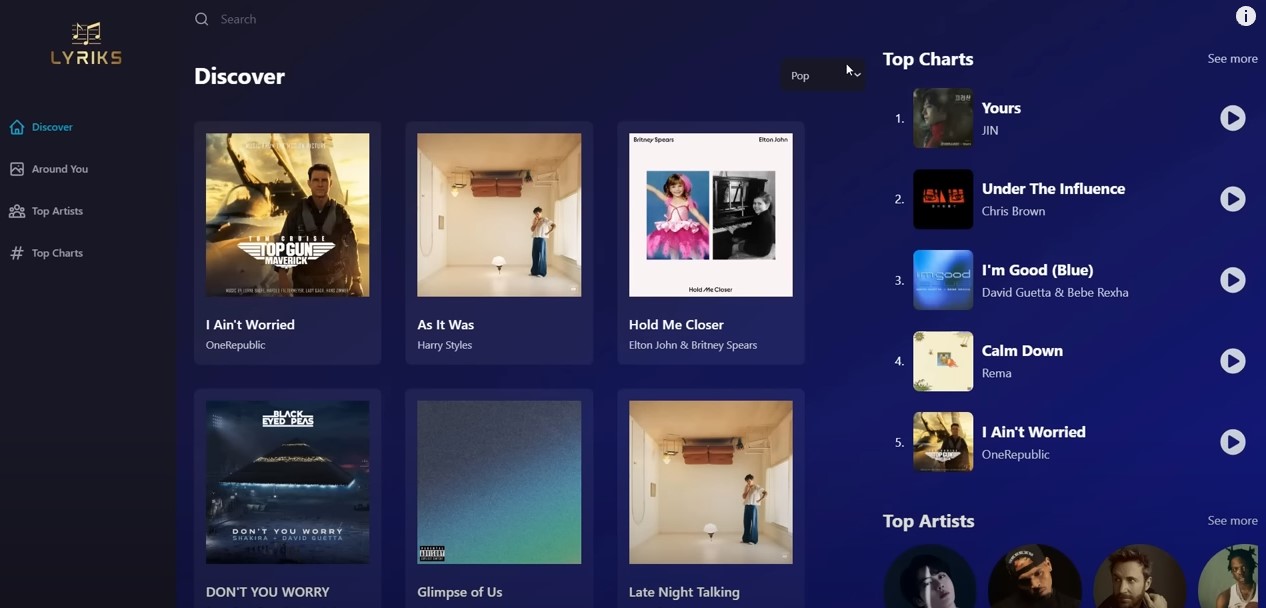 LYRIKS
Discover
Around You
Top Artists
Top Charts
Search
Discover
Pop
TOM CRUISE
TOP GUN
MAVERICK
I Ain't Worried
OneRepublic
As It Was
Harry Styles
Britney Spears
Elton John
Hold Me Closer
Hold Me Closer
Elton John & Britney Spears
BLACK
EYED PEAS
DON'T YOU WORRY
SHAKIRA + DAVID GUETTA
DON'T YOU WORRY
Glimpse of Us
Late Night Talking
i
Top Charts
See more
1.
Yours
JIN
2.
Under The Influence
Chris Brown
3.
i'm good
I'm Good (Blue)
David Guetta & Bebe Rexha
4.
Calm Down
Rema
5.
TOP GUN
I Ain't Worried
OneRepublic
Top Artists
See more